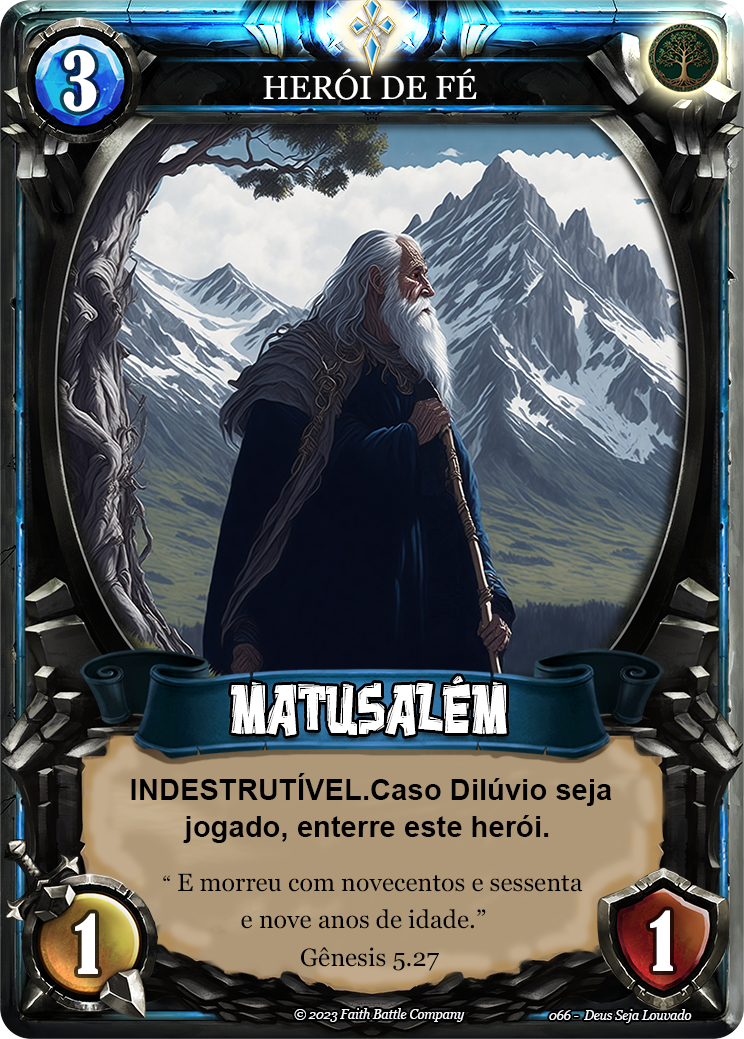 3
HERÓI DE FÉ
MATUSALÉM
INDESTRUTÍVEL.Caso Dilúvio seja
jogado, enterre este herói.
“ E morreu com novecentos e sessenta
e nove anos de idade.”
Gênesis 5.27
1
1
© 2023 Faith Battle Company
066 - Deus Seja Louvado